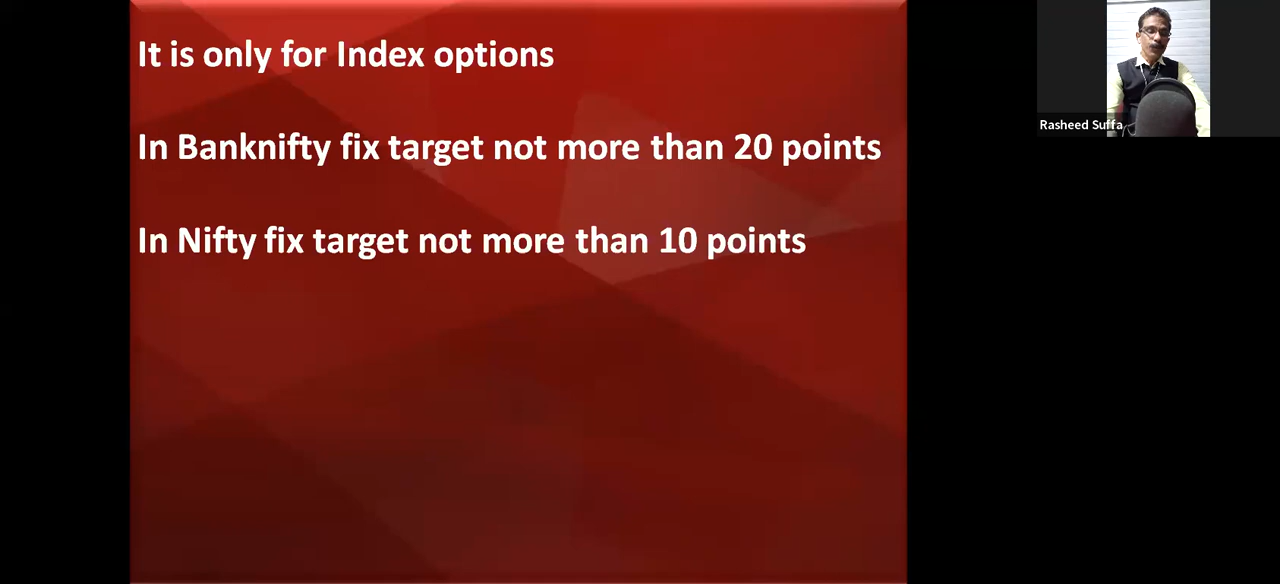 It is only for Index options
In Banknifty fix target not more than 20 points
In Nifty fix target not more than 10 points
Rasheed Suffa